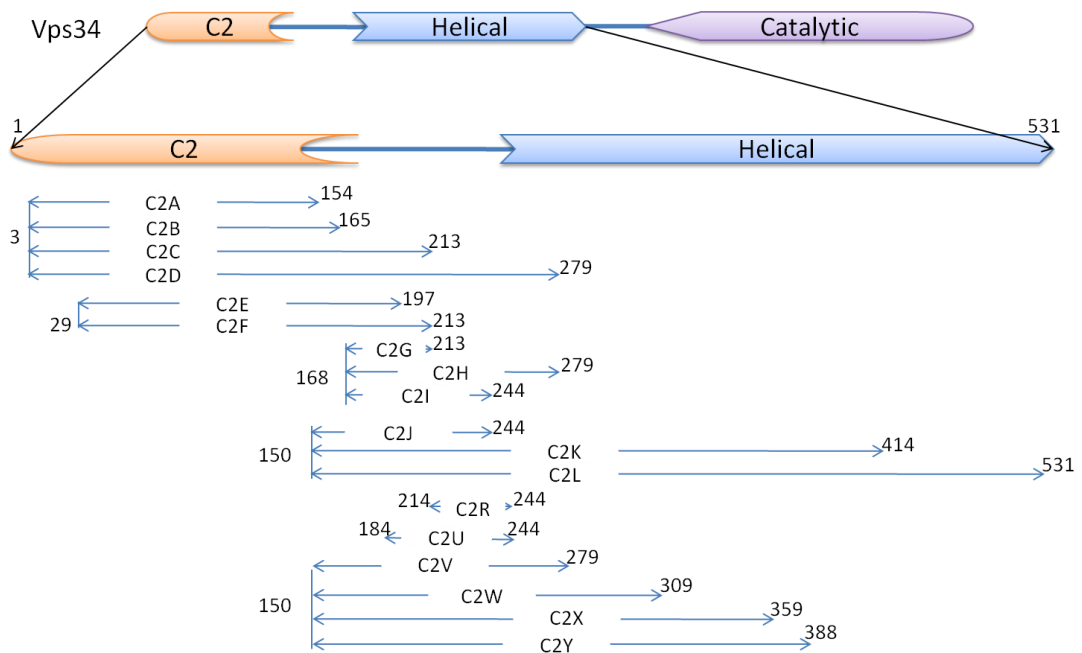 Vps34 C2 Helical Catalytic
1 531
C2 Helical
C2A 154
C2B 165
3
C2C 213
C2D 279
C2E 197
29 C2F 213
C2G 213
168 C2H 279
C2I 244
C2J 244
150 C2K 414
C2L 531
214 C2R 244
184 C2U 244
C2V 279
150 C2W 309
C2X 359
C2Y 388